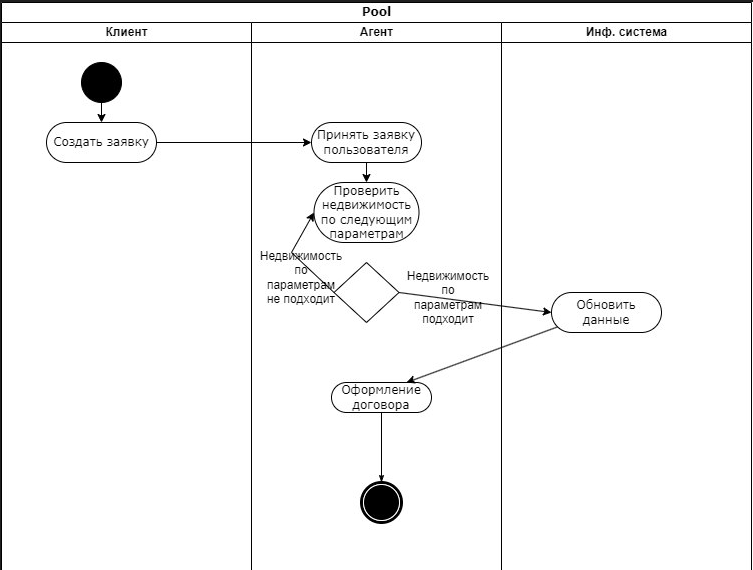 Pool
Клиент
Агент
Инф. система
Создать заявку
Принять заявку
пользователя
Проверить
недвижимость
по следующим
параметрам
Недвижимость
по
параметрам
не подходит
Недвижимость
по
параметрам
подходит
Обновить
данные
Оформление
договора